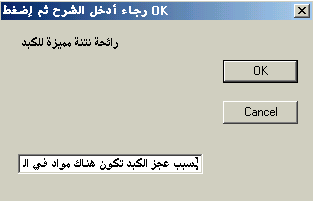 رجاء أدخل الشرح ثم إضغط OK
رائحة نتنة مميزة للكبد
OK
Cancel
بسبب عجز الكبد تكون هناك مواد في ال